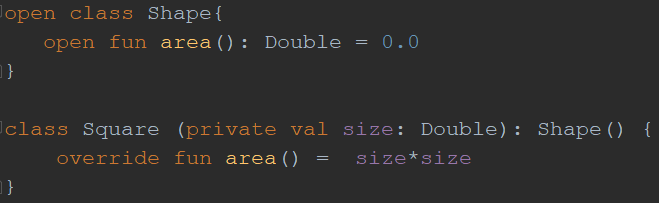 open class Shape{
open fun area(): Double = 0.0
}
class Square (private val size: Double): Shape() {
override fun area() =  size*size
}